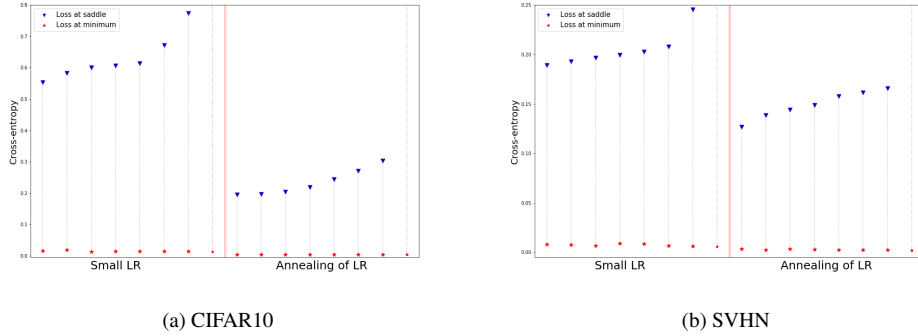 Loss at saddle
Loss at minimum
Cross-entropy
0.8
0.7
0.6
0.5
0.4
0.3
0.2
0.1
0.0
Small LR
Annealing of LR
(a) CIFAR10
Loss at saddle
Loss at minimum
Cross-entropy
0.25
0.20
0.15
0.10
0.05
0.00
Small LR
Annealing of LR
(b) SVHN